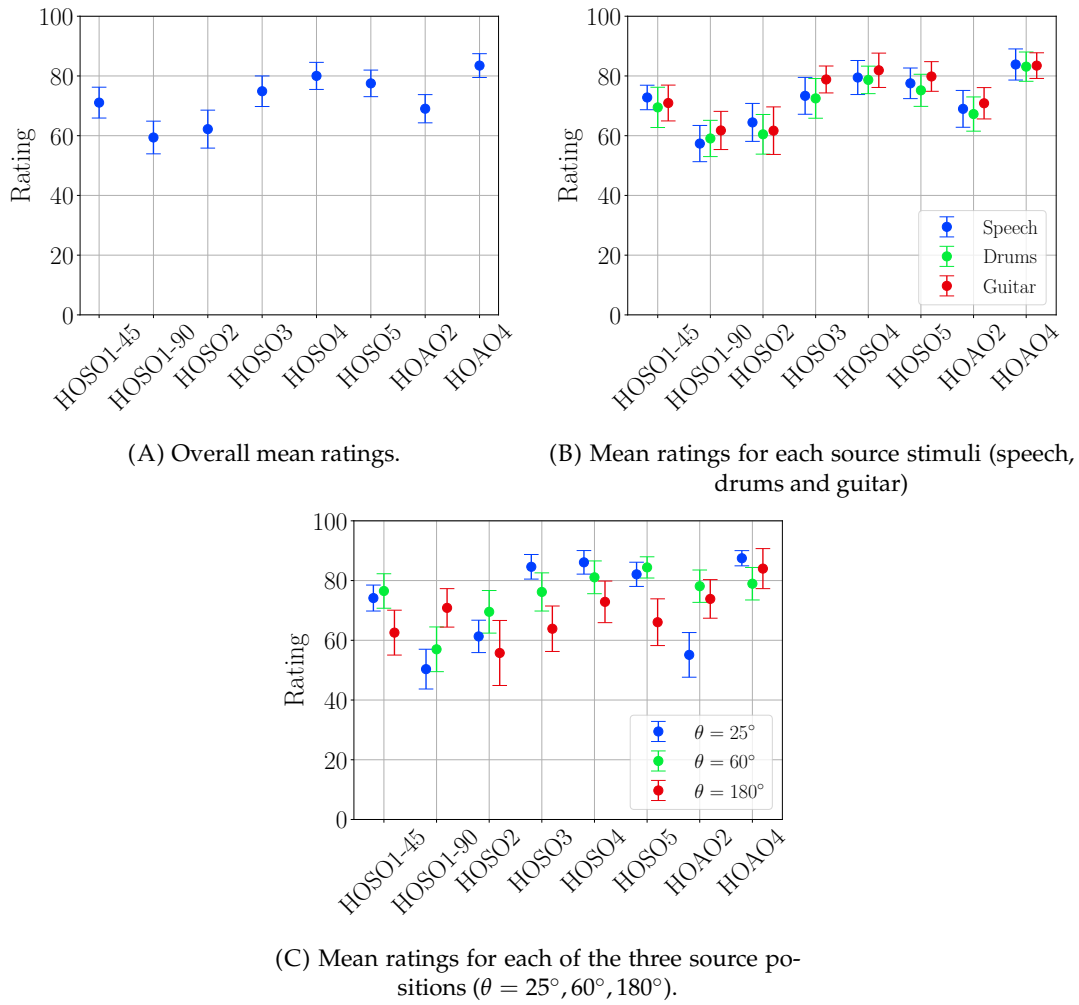 100
80
60
40
20
0
Rating
HOSO1-45
HOSO1-90
HOSO2
HOSO3
HOSO4
HOSO5
HOAO2
HOAO4
(A) Overall mean ratings.
100
80
60
40
20
0
Rating
Speech
Drums
Guitar
HOSO1-45
HOSO1-90
HOSO2
HOSO3
HOSO4
HOSO5
HOAO2
HOAO4
(B) Mean ratings for each source stimuli (speech,
drums and guitar)
100
80
60
40
20
0
Rating
θ = 25°
θ = 60°
θ = 180°
HOSO1-45
HOSO1-90
HOSO2
HOSO3
HOSO4
HOSO5
HOAO2
HOAO4
(C) Mean ratings for each of the three source po-
sitions (θ = 25°, 60°, 180°).